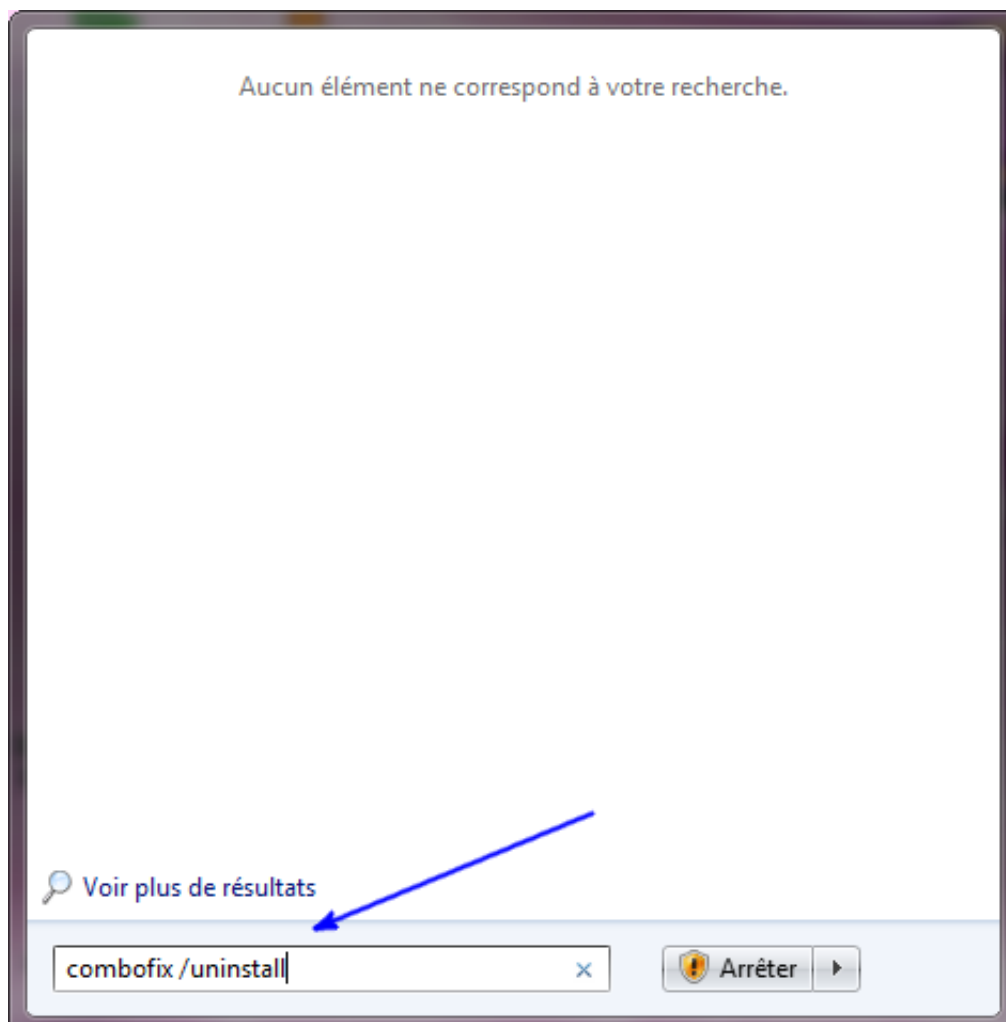 Aucun élément ne correspond à votre recherche.
Voir plus de résultats
combofix /uninstall
Arrêter